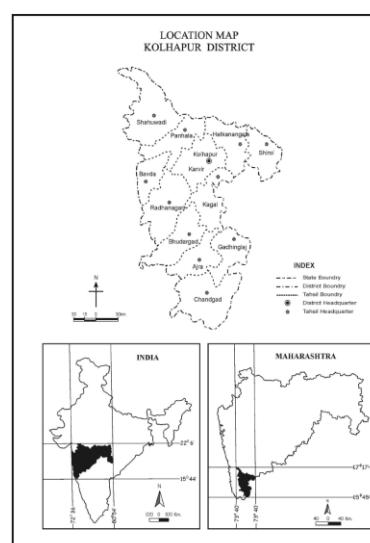 LOCATION MAP
KOLHAPUR DISTRICT
Shahuwadi
Panhala
Hatkanangale
Shirol
Kolhapur
Karvir
Bavda
Radhanagari
Kagal
Bhudargad
Gadhinglaj
Ajra
Chandgad
N
INDEX
State Boundry
District Boundry
Tahsil Boundry
District Headquarter
Tahsil Headquarter
INDIA
MAHARASHTRA
N
N